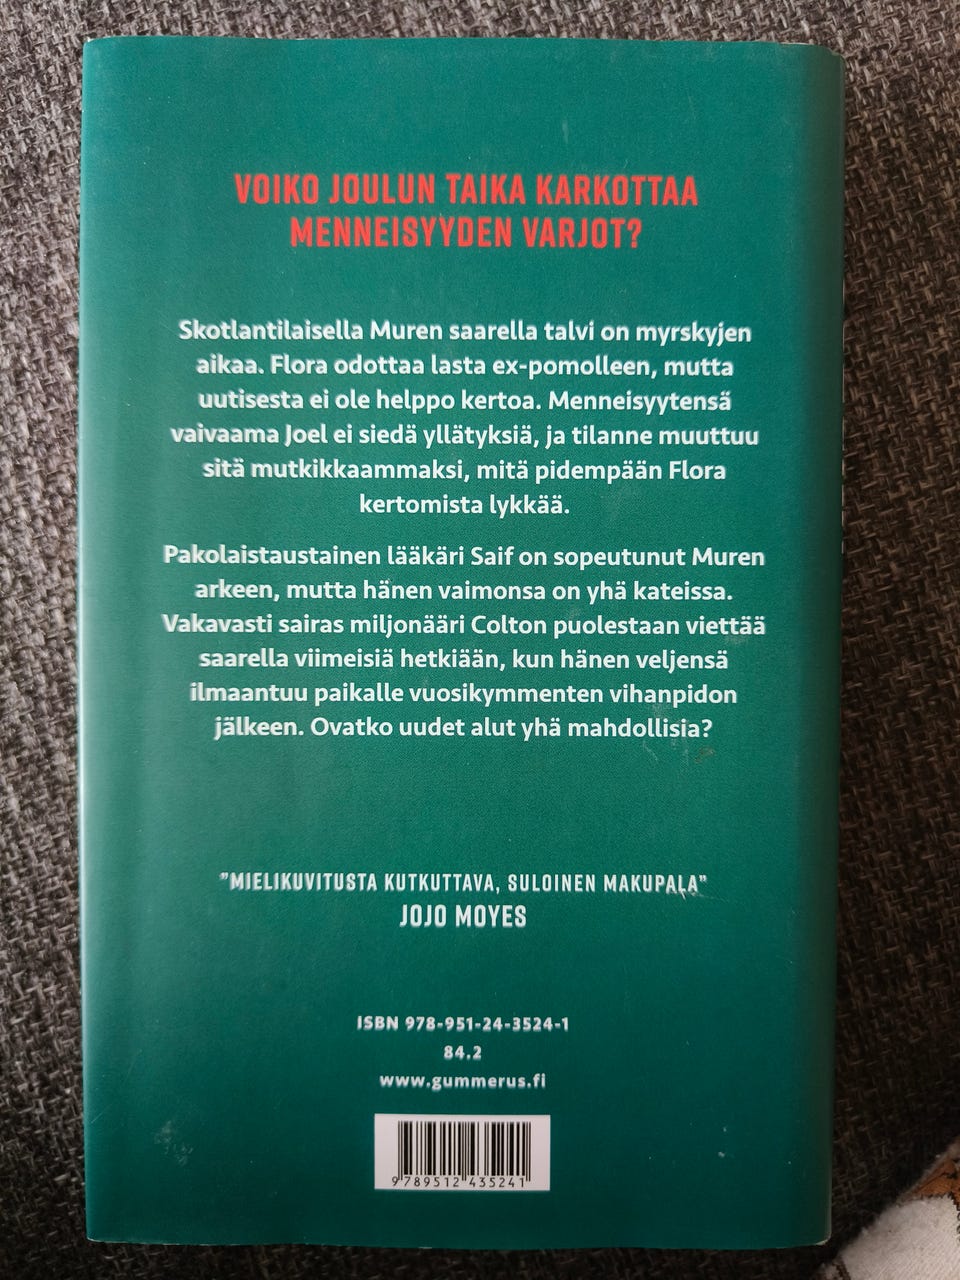 VOIKO JOULUN TAIKA KARKOTTAA
MENNEISYYDEN VARJOT?
Skotlantilaisella Muren saarella talvi on myrskyjen
aikaa. Flora odottaa lasta ex-pomolleen, mutta
uutisesta ei ole helppo kertoa. Menneisyytensä
vaivaama Joel ei siedä yllätyksiä, ja tilanne muuttuu
sitä mutkikkaammaksi, mitä pidempään Flora
kertomista lykkää.
Pakolaistaustainen lääkäri Saif on sopeutunut Muren
arkeen, mutta hänen vaimonsa on yhä kateissa.
Vakavasti sairas miljonääri Colton puolestaan viettää
saarella viimeisiä hetkiään, kun hänen veljensä
ilmaantuu paikalle vuosikymmenten vihanpidon
jälkeen. Ovatko uudet alut yhä mahdollisia?
"MIELIKUVITUSTA KUTKUTTAVA, SULOINEN MAKUPALA"
JOJO MOYES
ISBN 978-951-24-3524-1
84.2
www.gummerus.fi
9 789512 435241